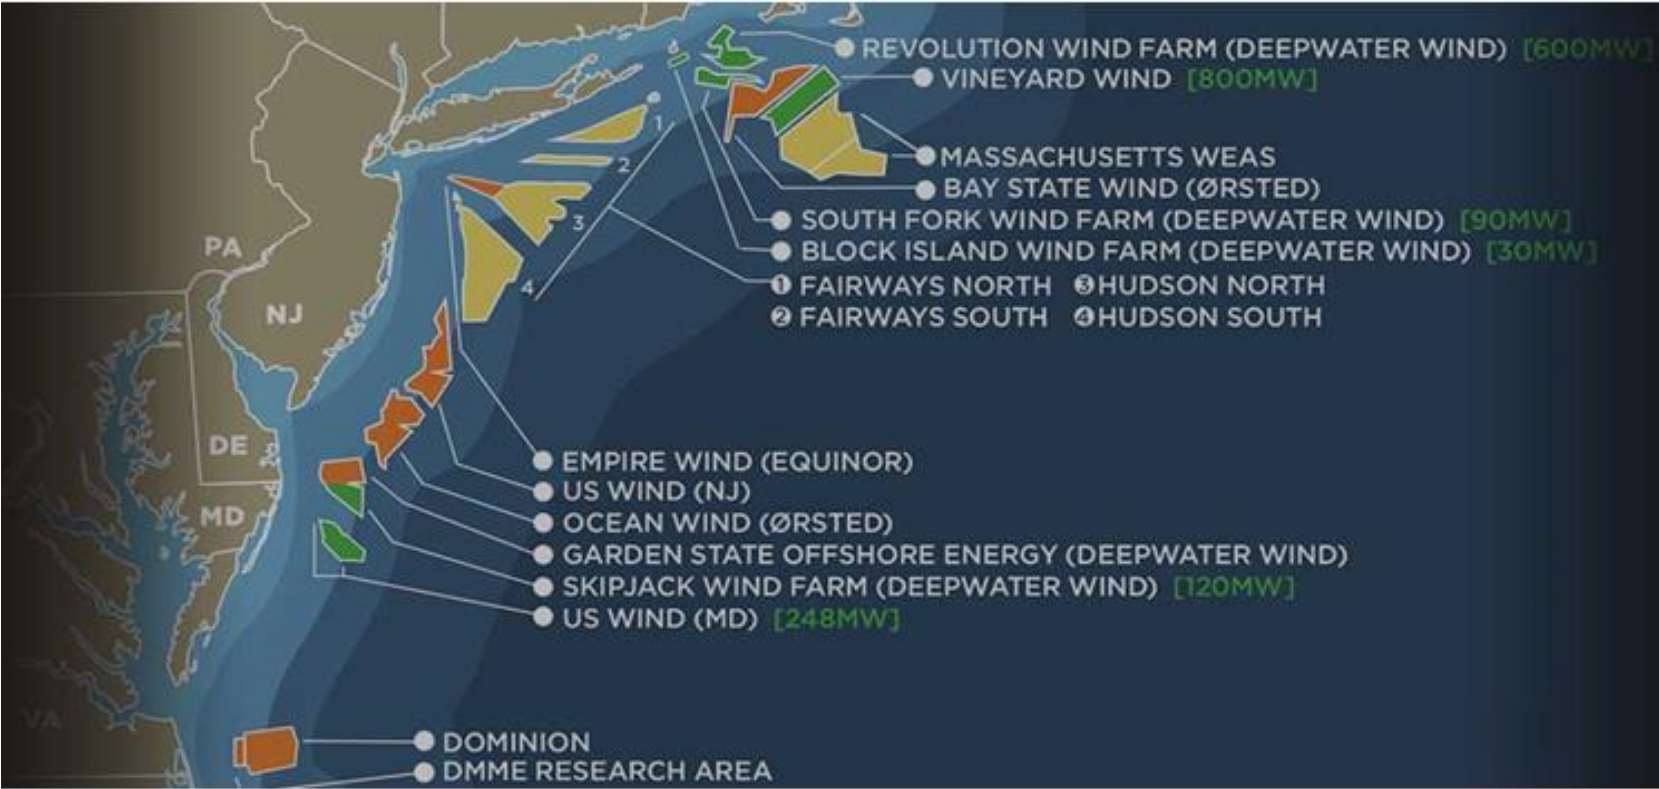 REVOLUTION WIND FARM (DEEPWATER WIND) [600MW]
VINEYARD WIND [800MW]
MASSACHUSETTS WEAS
BAY STATE WIND (ØRSTED)
SOUTH FORK WIND FARM (DEEPWATER WIND) [90MW]
BLOCK ISLAND WIND FARM (DEEPWATER WIND) [30MW]
① FAIRWAYS NORTH ③ HUDSON NORTH
② FAIRWAYS SOUTH ④ HUDSON SOUTH
1
2
3
4
PA
NJ
DE
MD
VA
EMPIRE WIND (EQUINOR)
US WIND (NJ)
OCEAN WIND (ØRSTED)
GARDEN STATE OFFSHORE ENERGY (DEEPWATER WIND)
SKIPJACK WIND FARM (DEEPWATER WIND) [120MW]
US WIND (MD) [248MW]
DOMINION
DMME RESEARCH AREA